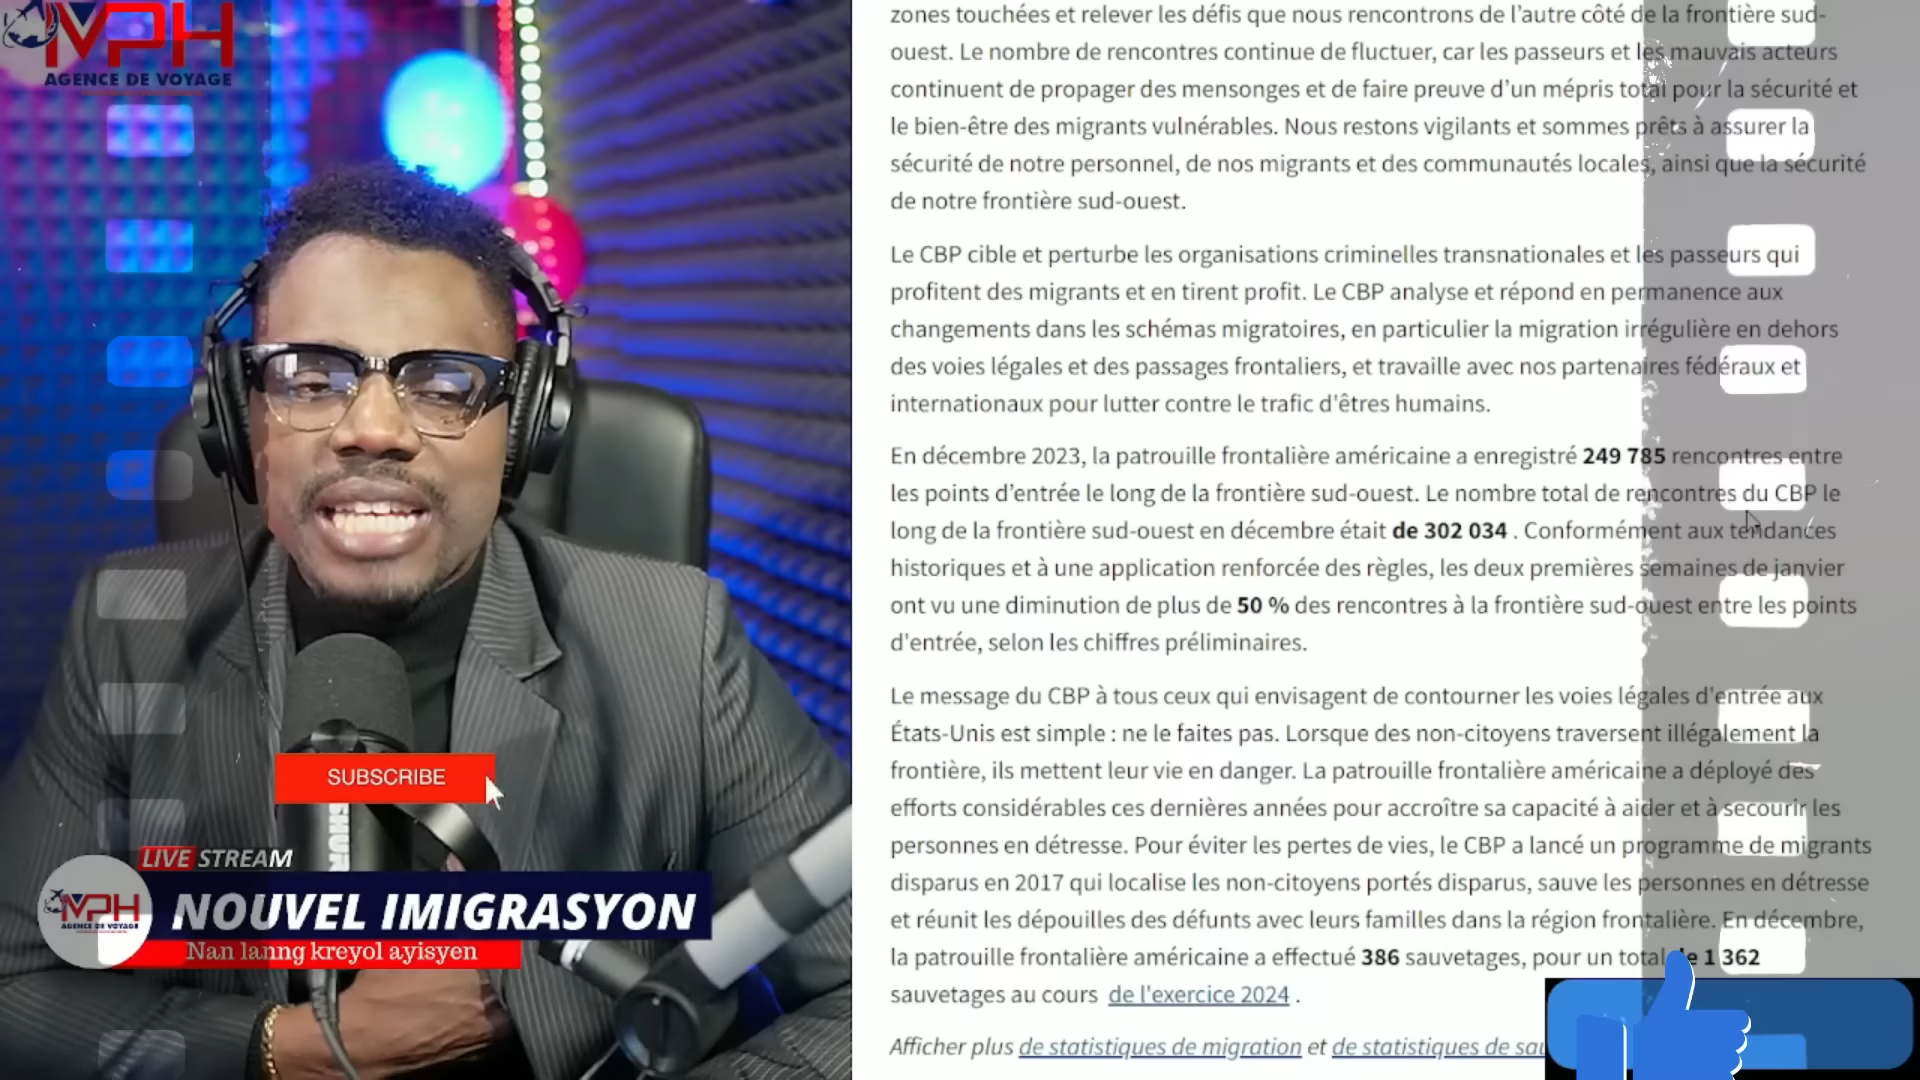 MPH
AGENCE DE VOYAGE
zones touchées et relever les défis que nous rencontrons de l'autre côté de la frontière sud-
ouest. Le nombre de rencontres continue de fluctuer, car les passeurs et les mauvais acteurs
continuent de propager des mensonges et de faire preuve d'un mépris total pour la sécurité et
le bien-être des migrants vulnérables. Nous restons vigilants et sommes prêts à assurer la
sécurité de notre personnel, de nos migrants et des communautés locales, ainsi que la sécurité
de notre frontière sud-ouest.
Le CBP cible et perturbe les organisations criminelles transnationales et les passeurs qui
profitent des migrants et en tirent profit. Le CBP analyse et répond en permanence aux
changements dans les schémas migratoires, en particulier la migration irrégulière en dehors
des voies légales et des passages frontaliers, et travaille avec nos partenaires fédéraux et
internationaux pour lutter contre le trafic d'êtres humains.
En décembre 2023, la patrouille frontalière américaine a enregistré 249 785 rencontres entre
les points d'entrée le long de la frontière sud-ouest. Le nombre total de rencontres du CBP le
long de la frontière sud-ouest en décembre était de 302 034 . Conformément aux tendances
historiques et à une application renforcée des règles, les deux premières semaines de janvier
ont vu une diminution de plus de 50 % des rencontres à la frontière sud-ouest entre les points
d'entrée, selon les chiffres préliminaires.
Le message du CBP à tous ceux qui envisagent de contourner les voies légales d'entrée aux
États-Unis est simple : ne le faites pas. Lorsque des non-citoyens traversent illégalement la
frontière, ils mettent leur vie en danger. La patrouille frontalière américaine a déployé des
efforts considérables ces dernières années pour accroître sa capacité à aider et à secourir les
personnes en détresse. Pour éviter les pertes de vies, le CBP a lancé un programme de migrants
disparus en 2017 qui localise les non-citoyens portés disparus, sauve les personnes en détresse
et réunit les dépouilles des défunts avec leurs familles dans la région frontalière. En décembre,
la patrouille frontalière américaine a effectué 386 sauvetages, pour un total de 1 362
sauvetages au cours de l'exercice 2024 .
Afficher plus de statistiques de migration et de statistiques de
SUBSCRIBE
LIVE STREAM
MPH
AGENCE DE VOYAGE
NOUVEL IMIGRASYON
Nan lanng kreyol ayisyen